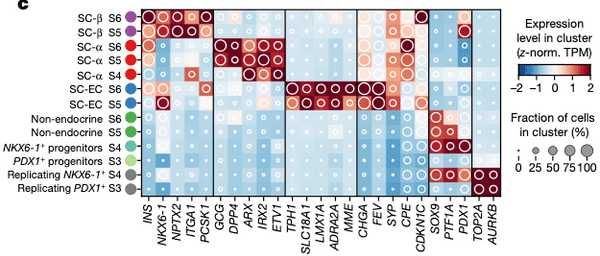 c
SC-β S6
SC-β S5
SC-α S6
SC-α S5
SC-α S4
SC-EC S6
SC-EC S5
Non-endocrine S6
Non-endocrine S5
NKX6-1+ progenitors S4
PDX1+ progenitors S3
Replicating NKX6-1+ S4
Replicating PDX1+ S3
INS
NKX6-1
NPTX2
ITGA1
PCSK1
GCG
DPP4
ARX
IRX2
ETV1
TPH1
SLC18A1
LMX1A
ADRA2A
MME
CHGA
FEV
SYP
CPE
CDKN1C
SOX9
PTF1A
PDX1
TOP2A
AURKB
Expression
level in cluster
(z-norm. TPM)
−2 −1 0 1 2
Fraction of cells
in cluster (%)
0 25 50 75 100